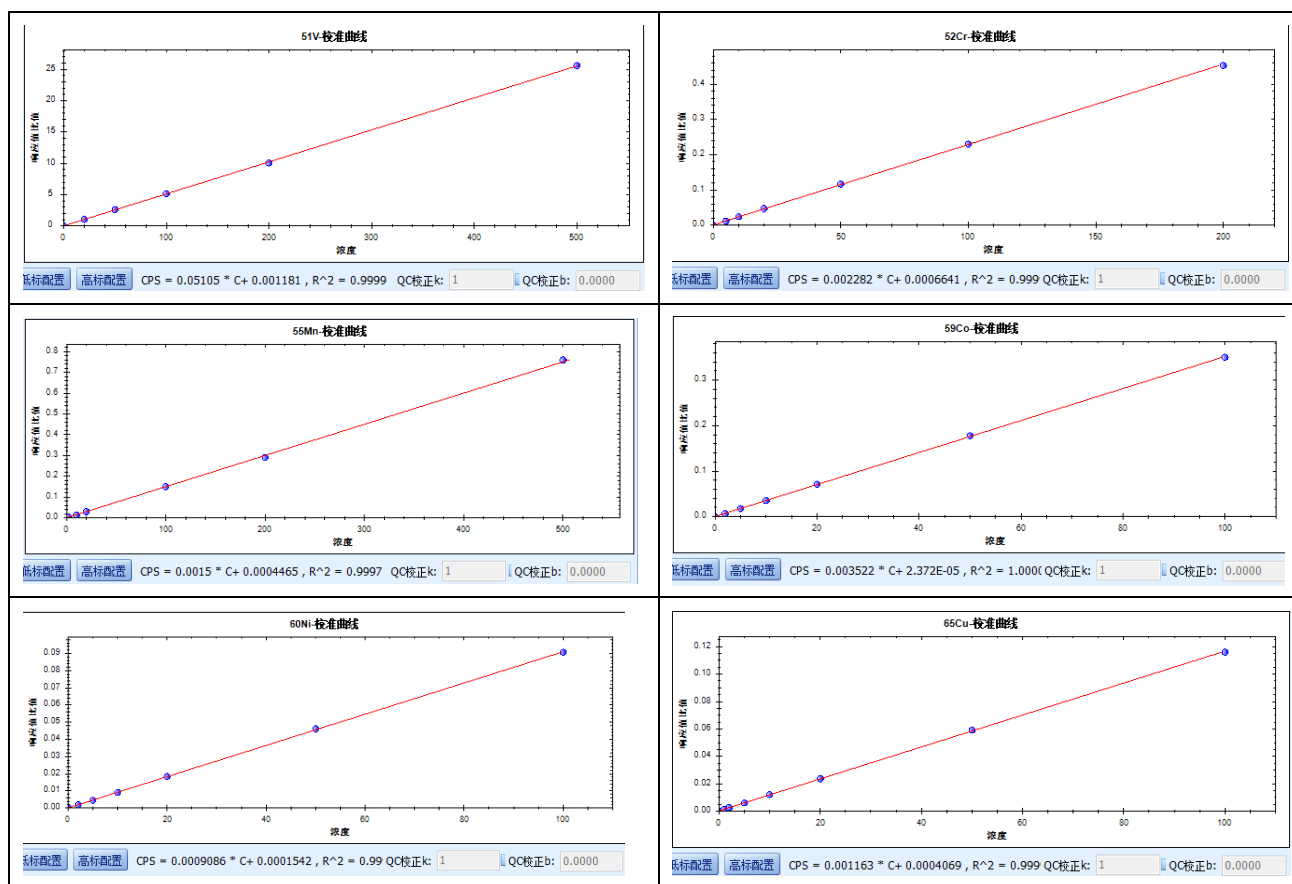 51V-校准曲线
25
20
15
10
5
0
响应值比值
0 100 200 300 400 500
浓度
低标配置 高标配置 CPS = 0.05105 * C+ 0.001181 , R^2 = 0.9999 QC校正k: 1 QC校正b: 0.0000
52Cr-校准曲线
0.4
0.3
0.2
0.1
0.0
响应值比值
0 50 100 150 200
浓度
低标配置 高标配置 CPS = 0.002282 * C+ 0.0006641 , R^2 = 0.999 QC校正k: 1 QC校正b: 0.0000
55Mn-校准曲线
0.8
0.7
0.6
0.5
0.4
0.3
0.2
0.1
0.0
响应值比值
0 100 200 300 400 500
浓度
低标配置 高标配置 CPS = 0.0015 * C+ 0.0004465 , R^2 = 0.9997 QC校正k: 1 QC校正b: 0.0000
59Co-校准曲线
0.3
0.2
0.1
0.0
响应值比值
0 20 40 60 80 100
浓度
低标配置 高标配置 CPS = 0.003522 * C+ 2.372E-05 , R^2 = 1.000 QC校正k: 1 QC校正b: 0.0000
60Ni-校准曲线
0.09
0.08
0.07
0.06
0.05
0.04
0.03
0.02
0.01
0.00
响应值比值
0 20 40 60 80 100
浓度
低标配置 高标配置 CPS = 0.0009086 * C+ 0.0001542 , R^2 = 0.99 QC校正k: 1 QC校正b: 0.0000
65Cu-校准曲线
0.12
0.10
0.08
0.06
0.04
0.02
0.00
响应值比值
0 20 40 60 80 100
浓度
低标配置 高标配置 CPS = 0.001163 * C+ 0.0004069 , R^2 = 0.999 QC校正k: 1 QC校正b: 0.0000